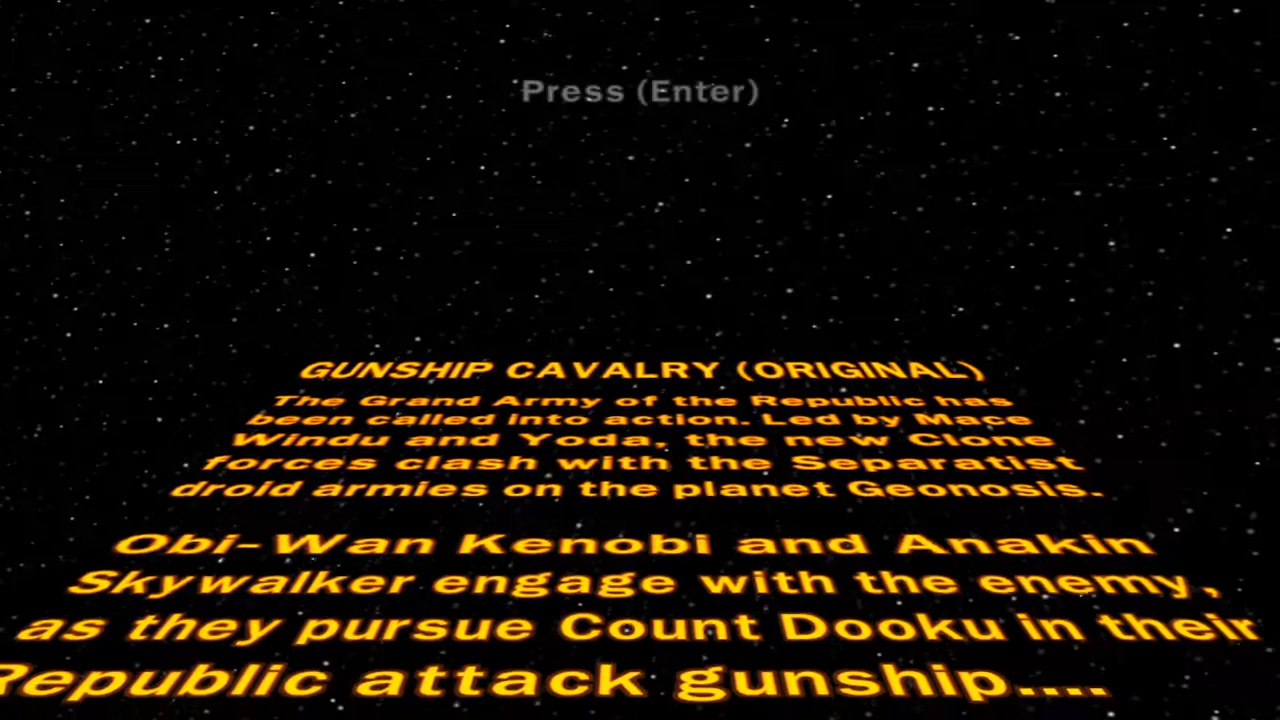 Press (Enter)
GUNSHIP CAVALRY (ORIGINAL)
The Grand Army of the Republic has
been called into action. Led by Mace
Windu and Yoda, the new Clone
forces clash with the Separatist
droid armies on the planet Geonosis.
Obi-Wan Kenobi and Anakin
Skywalker engage with the enemy,
as they pursue Count Dooku in their
Republic attack gunship....